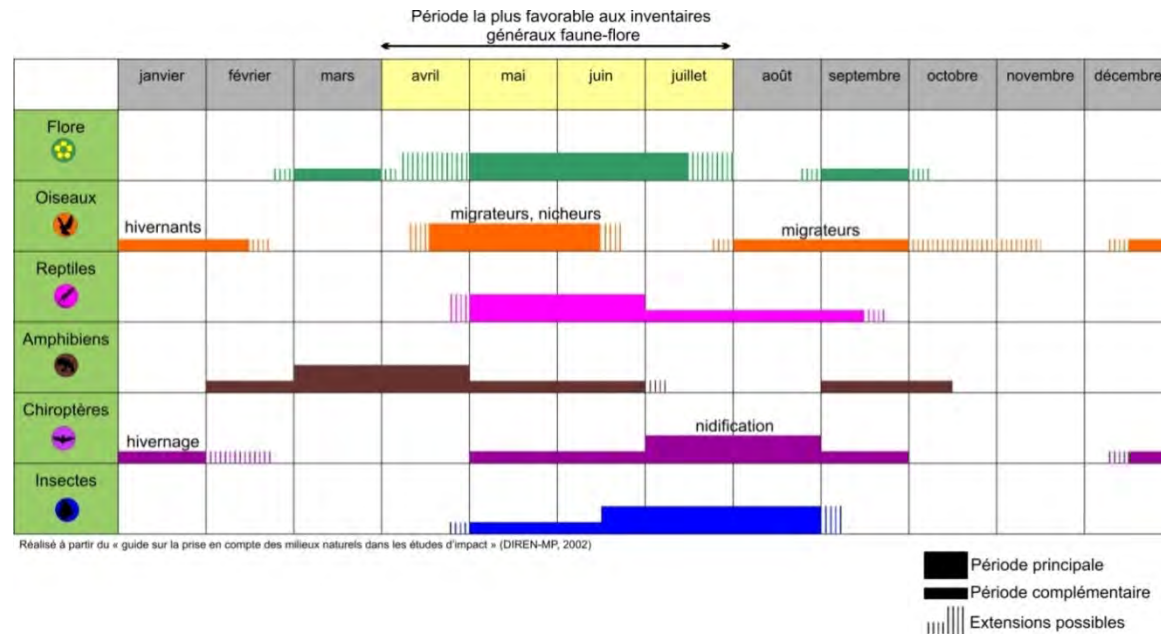 Période la plus favorable aux inventaires
généraux faune-flore
janvier février mars avril mai juin juillet août septembre octobre novembre décembre
Flore
Oiseaux
hivernants
migrateurs, nicheurs
migrateurs
Reptiles
Amphibiens
Chiroptères
hivernage
nidification
Insectes
Réalisé à partir du « guide sur la prise en compte des milieux naturels dans les études d'impact » (DIREN-MP, 2002)
Période principale
Période complémentaire
Extensions possibles